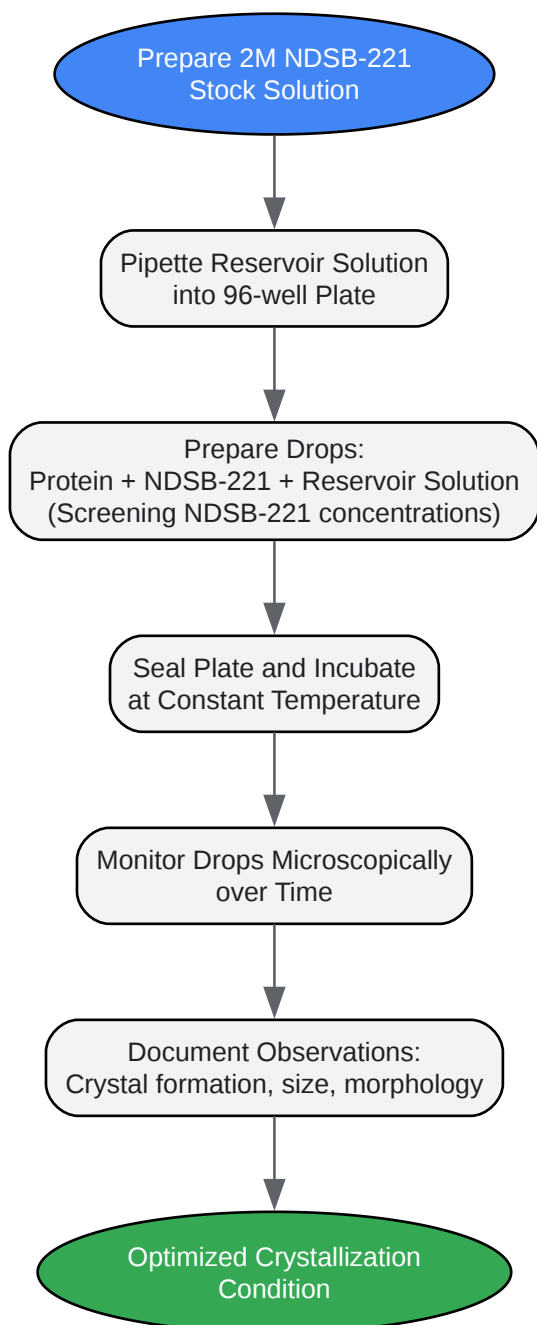 Prepare 2M NDSB-221
Stock Solution
Pipette Reservoir Solution
into 96-well Plate
Prepare Drops:
Protein + NDSB-221 + Reservoir Solution
(Screening NDSB-221 concentrations)
Seal Plate and Incubate
at Constant Temperature
Monitor Drops Microscopically
over Time
Document Observations:
Crystal formation, size, morphology
Optimized Crystallization
Condition